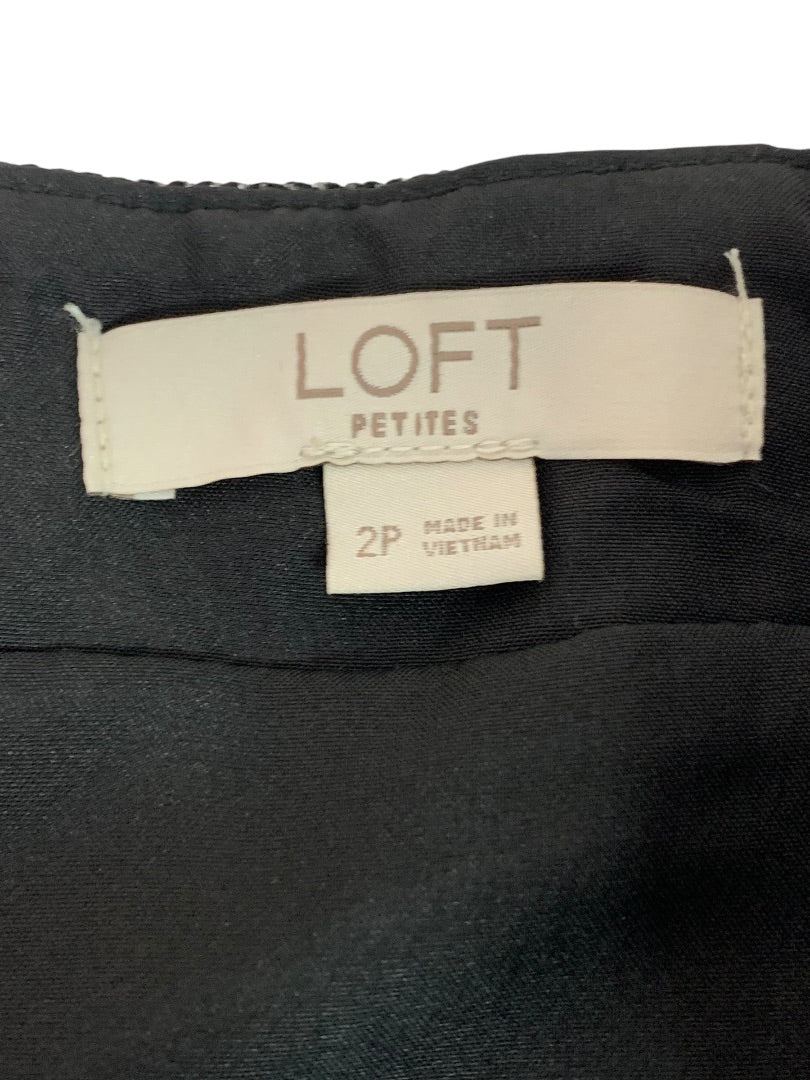 LOFT
PETITES
2P MADE IN
VIETNAM